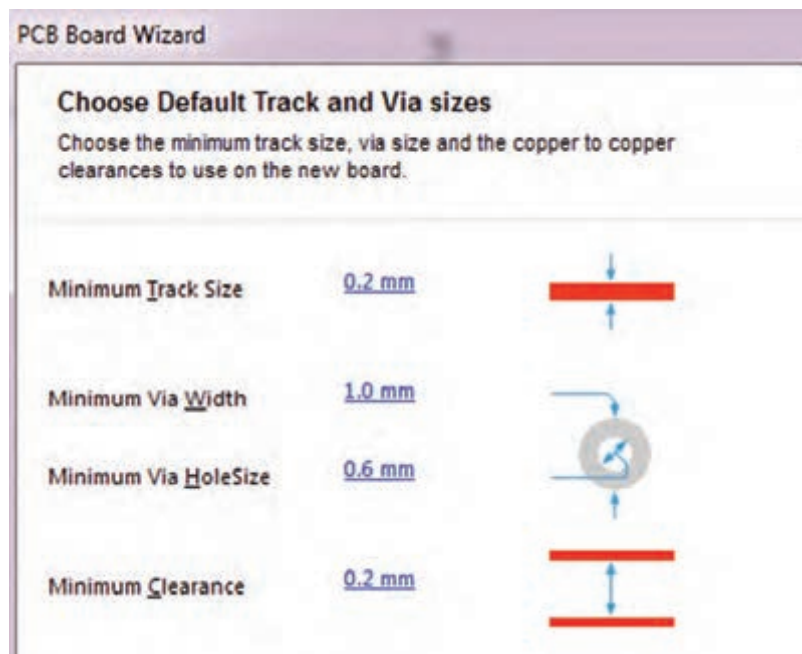 PCB Board Wizard
Choose Default Track and Via sizes
Choose the minimum track size, via size and the copper to copper
clearances to use on the new board.
Minimum Track Size 0.2 mm
Minimum Via Width 1.0 mm
Minimum Via HoleSize 0.6 mm
Minimum Clearance 0.2 mm